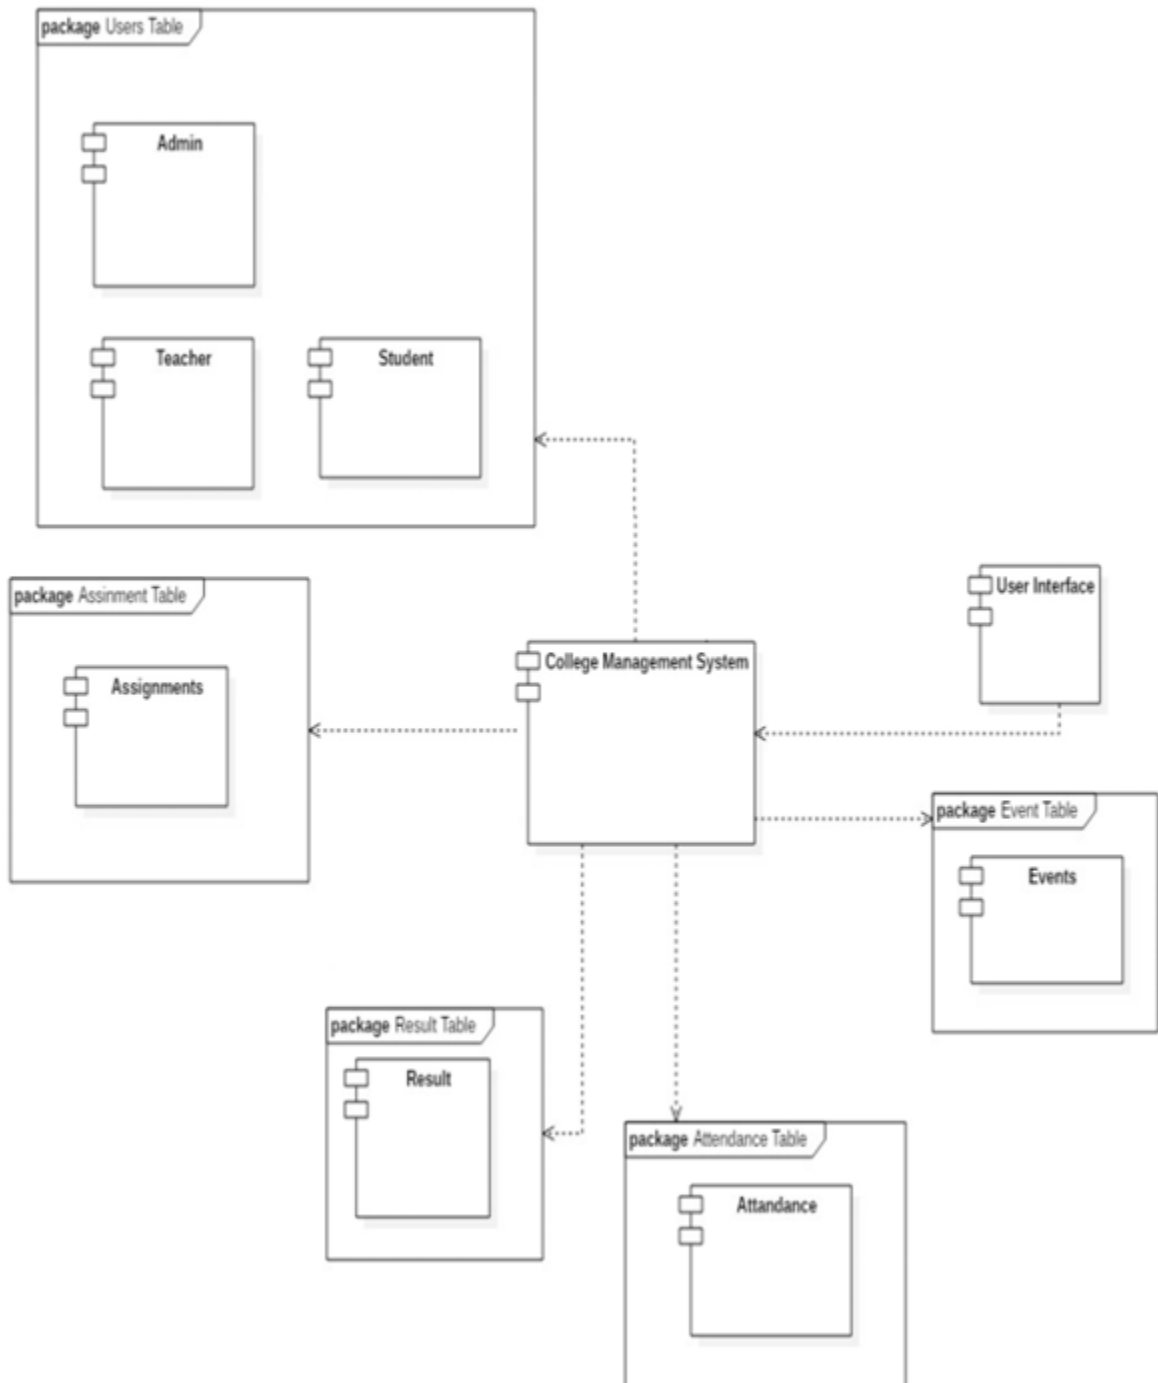 package Users Table
Admin
Teacher
Student
package Assinment Table
Assignments
College Management System
User Interface
package Event Table
Events
package Result Table
Result
package Attendance Table
Attandance